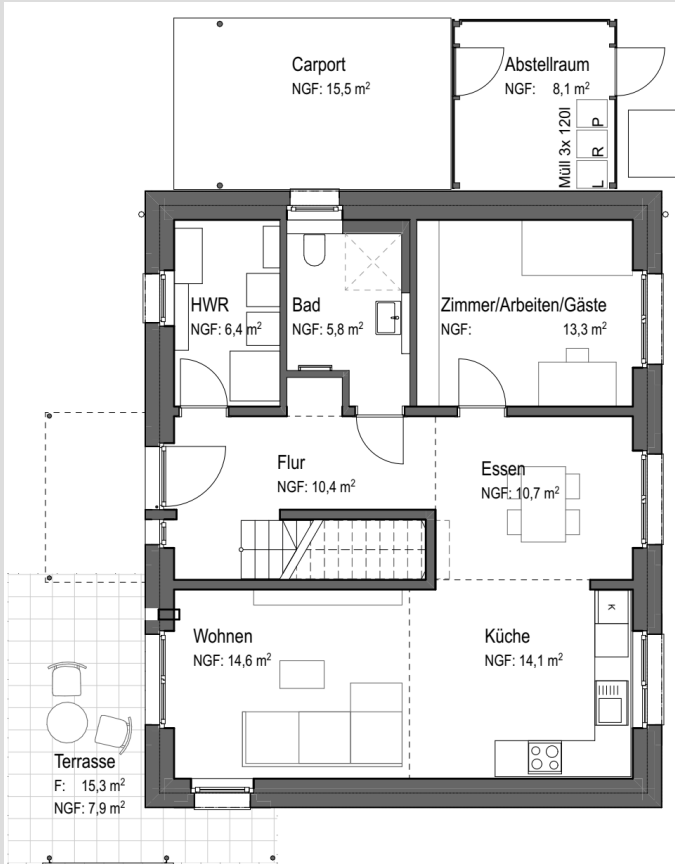 Carport
NGF: 15,5 m²
Abstellraum
NGF: 8,1 m²
Müll 3x 120l
L R P
HWR
NGF: 6,4 m²
Bad
NGF: 5,8 m²
Zimmer/Arbeiten/Gäste
NGF: 13,3 m²
Flur
NGF: 10,4 m²
Essen
NGF: 10,7 m²
Wohnen
NGF: 14,6 m²
Küche
NGF: 14,1 m²
K
Terrasse
F: 15,3 m²
NGF: 7,9 m²